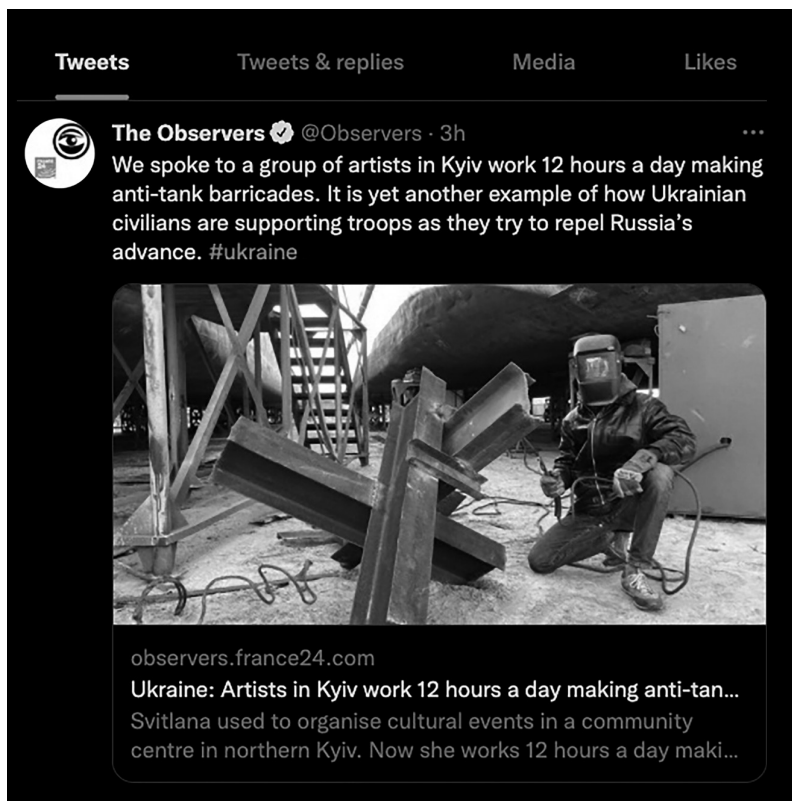 Tweets
Tweets & replies
Media
Likes
The Observers @Observers · 3h
We spoke to a group of artists in Kyiv work 12 hours a day making
anti-tank barricades. It is yet another example of how Ukrainian
civilians are supporting troops as they try to repel Russia’s
advance. #ukraine
observers.france24.com
Ukraine: Artists in Kyiv work 12 hours a day making anti-tan...
Svitlana used to organise cultural events in a community
centre in northern Kyiv. Now she works 12 hours a day maki...